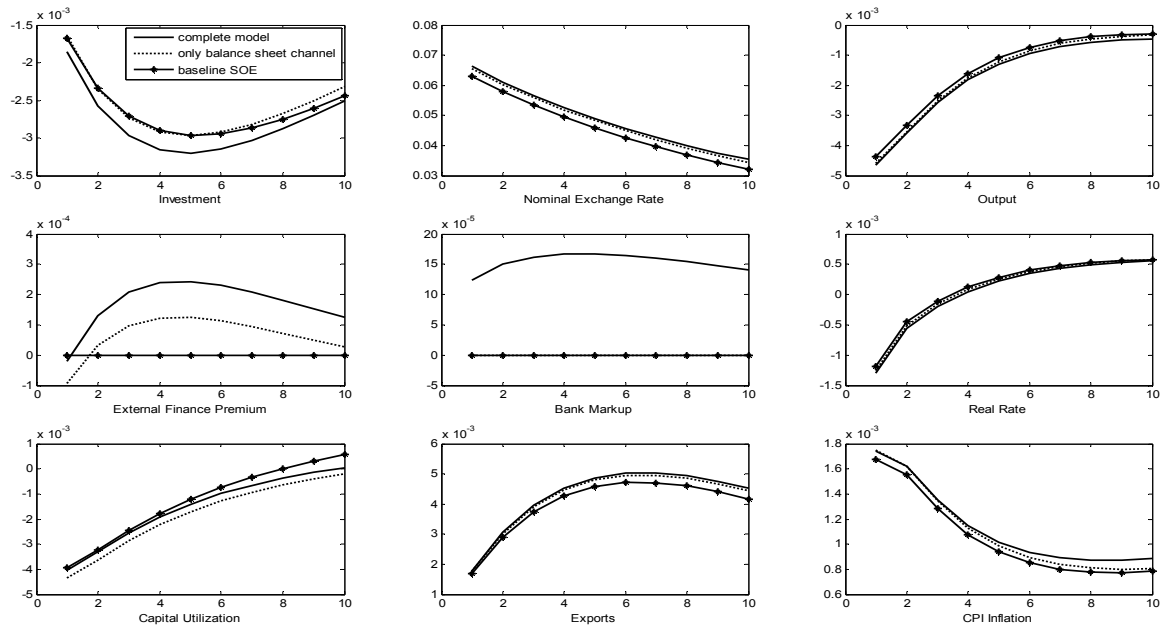 x 10⁻³
-1.5
-2
-2.5
-3
-3.5
0 2 4 6 8 10
Investment
complete model
only balance sheet channel
baseline SOE
0.08
0.07
0.06
0.05
0.04
0.03
0 2 4 6 8 10
Nominal Exchange Rate
x 10⁻³
0
-1
-2
-3
-4
-5
0 2 4 6 8 10
Output
x 10⁻⁴
4
3
2
1
0
-1
0 2 4 6 8 10
External Finance Premium
x 10⁻⁵
20
15
10
5
0
-5
0 2 4 6 8 10
Bank Markup
x 10⁻³
1
0.5
0
-0.5
-1
-1.5
0 2 4 6 8 10
Real Rate
x 10⁻³
1
0
-1
-2
-3
-4
-5
0 2 4 6 8 10
Capital Utilization
x 10⁻³
6
5
4
3
2
1
0 2 4 6 8 10
Exports
x 10⁻³
1.8
1.6
1.4
1.2
1
0.8
0.6
0 2 4 6 8 10
CPI Inflation